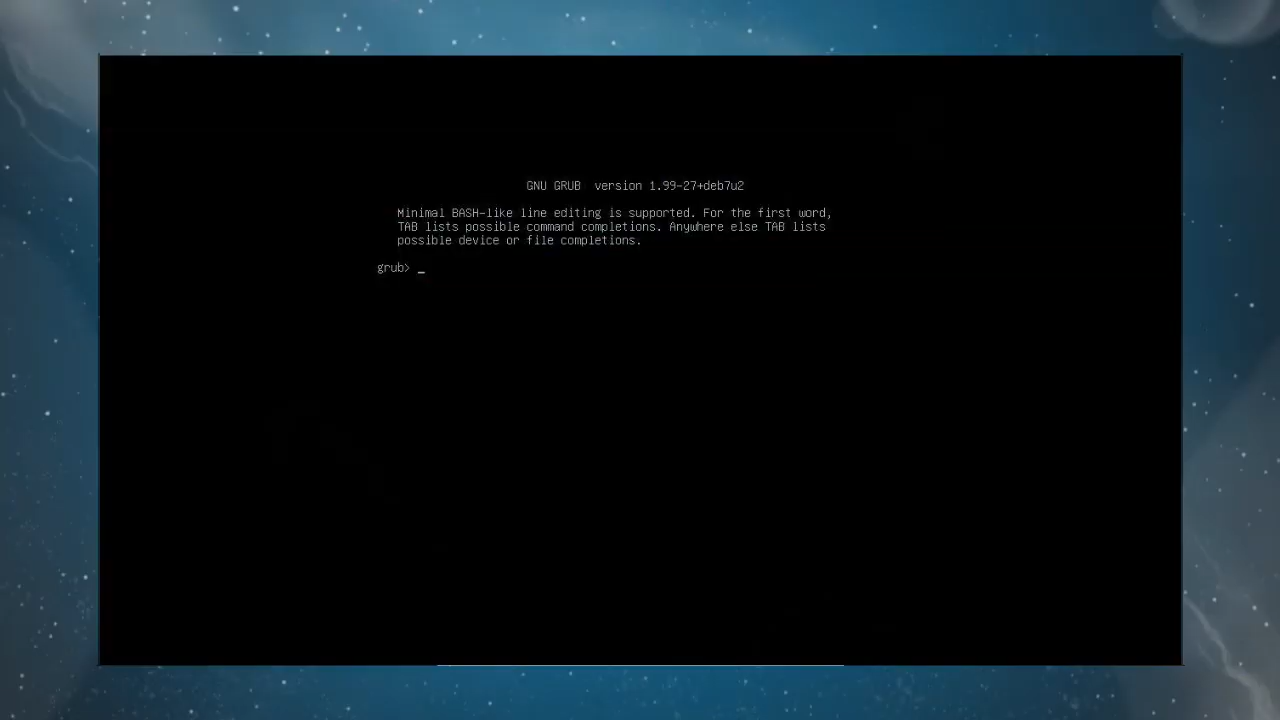 GNU GRUB  version 1.99-27+deb7u2
Minimal BASH-like line editing is supported. For the first word,
TAB lists possible command completions. Anywhere else TAB lists
possible device or file completions.
grub> _